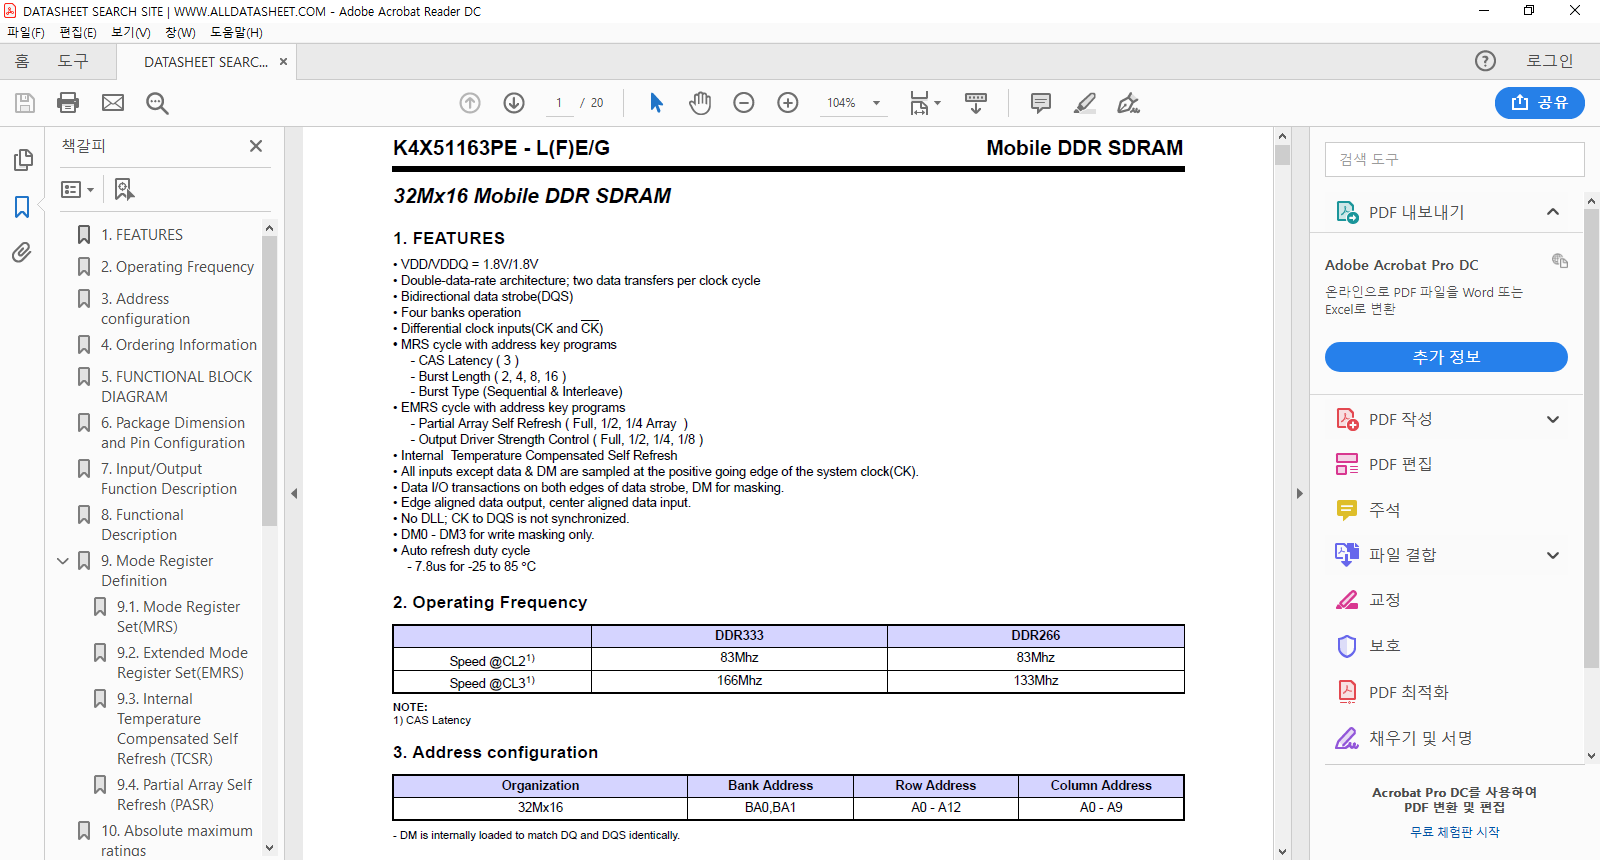 DATASHEET SEARCH SITE | WWW.ALLDATASHEET.COM - Adobe Acrobat Reader DC
파일(F) 편집(E) 보기(V) 창(W) 도움말(H)
홈 도구 DATASHEET SEARC... ×
로그인
1 / 20
104%
공유
책갈피
1. FEATURES
2. Operating Frequency
3. Address
configuration
4. Ordering Information
5. FUNCTIONAL BLOCK
DIAGRAM
6. Package Dimension
and Pin Configuration
7. Input/Output
Function Description
8. Functional
Description
9. Mode Register
Definition
9.1. Mode Register
Set(MRS)
9.2. Extended Mode
Register Set(EMRS)
9.3. Internal
Temperature
Compensated Self
Refresh (TCSR)
9.4. Partial Array Self
Refresh (PASR)
10. Absolute maximum
ratings
K4X51163PE - L(F)E/G Mobile DDR SDRAM
32Mx16 Mobile DDR SDRAM
1. FEATURES
• VDD/VDDQ = 1.8V/1.8V
• Double-data-rate architecture; two data transfers per clock cycle
• Bidirectional data strobe(DQS)
• Four banks operation
• Differential clock inputs(CK and C̅K̅)
• MRS cycle with address key programs
- CAS Latency ( 3 )
- Burst Length ( 2, 4, 8, 16 )
- Burst Type (Sequential & Interleave)
• EMRS cycle with address key programs
- Partial Array Self Refresh ( Full, 1/2, 1/4 Array )
- Output Driver Strength Control ( Full, 1/2, 1/4, 1/8 )
• Internal Temperature Compensated Self Refresh
• All inputs except data & DM are sampled at the positive going edge of the system clock(CK).
• Data I/O transactions on both edges of data strobe, DM for masking.
• Edge aligned data output, center aligned data input.
• No DLL; CK to DQS is not synchronized.
• DM0 - DM3 for write masking only.
• Auto refresh duty cycle
- 7.8us for -25 to 85 °C
2. Operating Frequency
DDR333 DDR266
Speed @CL2¹⁾ 83Mhz 83Mhz
Speed @CL3¹⁾ 166Mhz 133Mhz
NOTE:
1) CAS Latency
3. Address configuration
Organization Bank Address Row Address Column Address
32Mx16 BA0,BA1 A0 - A12 A0 - A9
- DM is internally loaded to match DQ and DQS identically.
검색 도구
PDF 내보내기
Adobe Acrobat Pro DC
온라인으로 PDF 파일을 Word 또는
Excel로 변환
추가 정보
PDF 작성
PDF 편집
주석
파일 결합
교정
보호
PDF 최적화
채우기 및 서명
Acrobat Pro DC를 사용하여
PDF 변환 및 편집
무료 체험판 시작